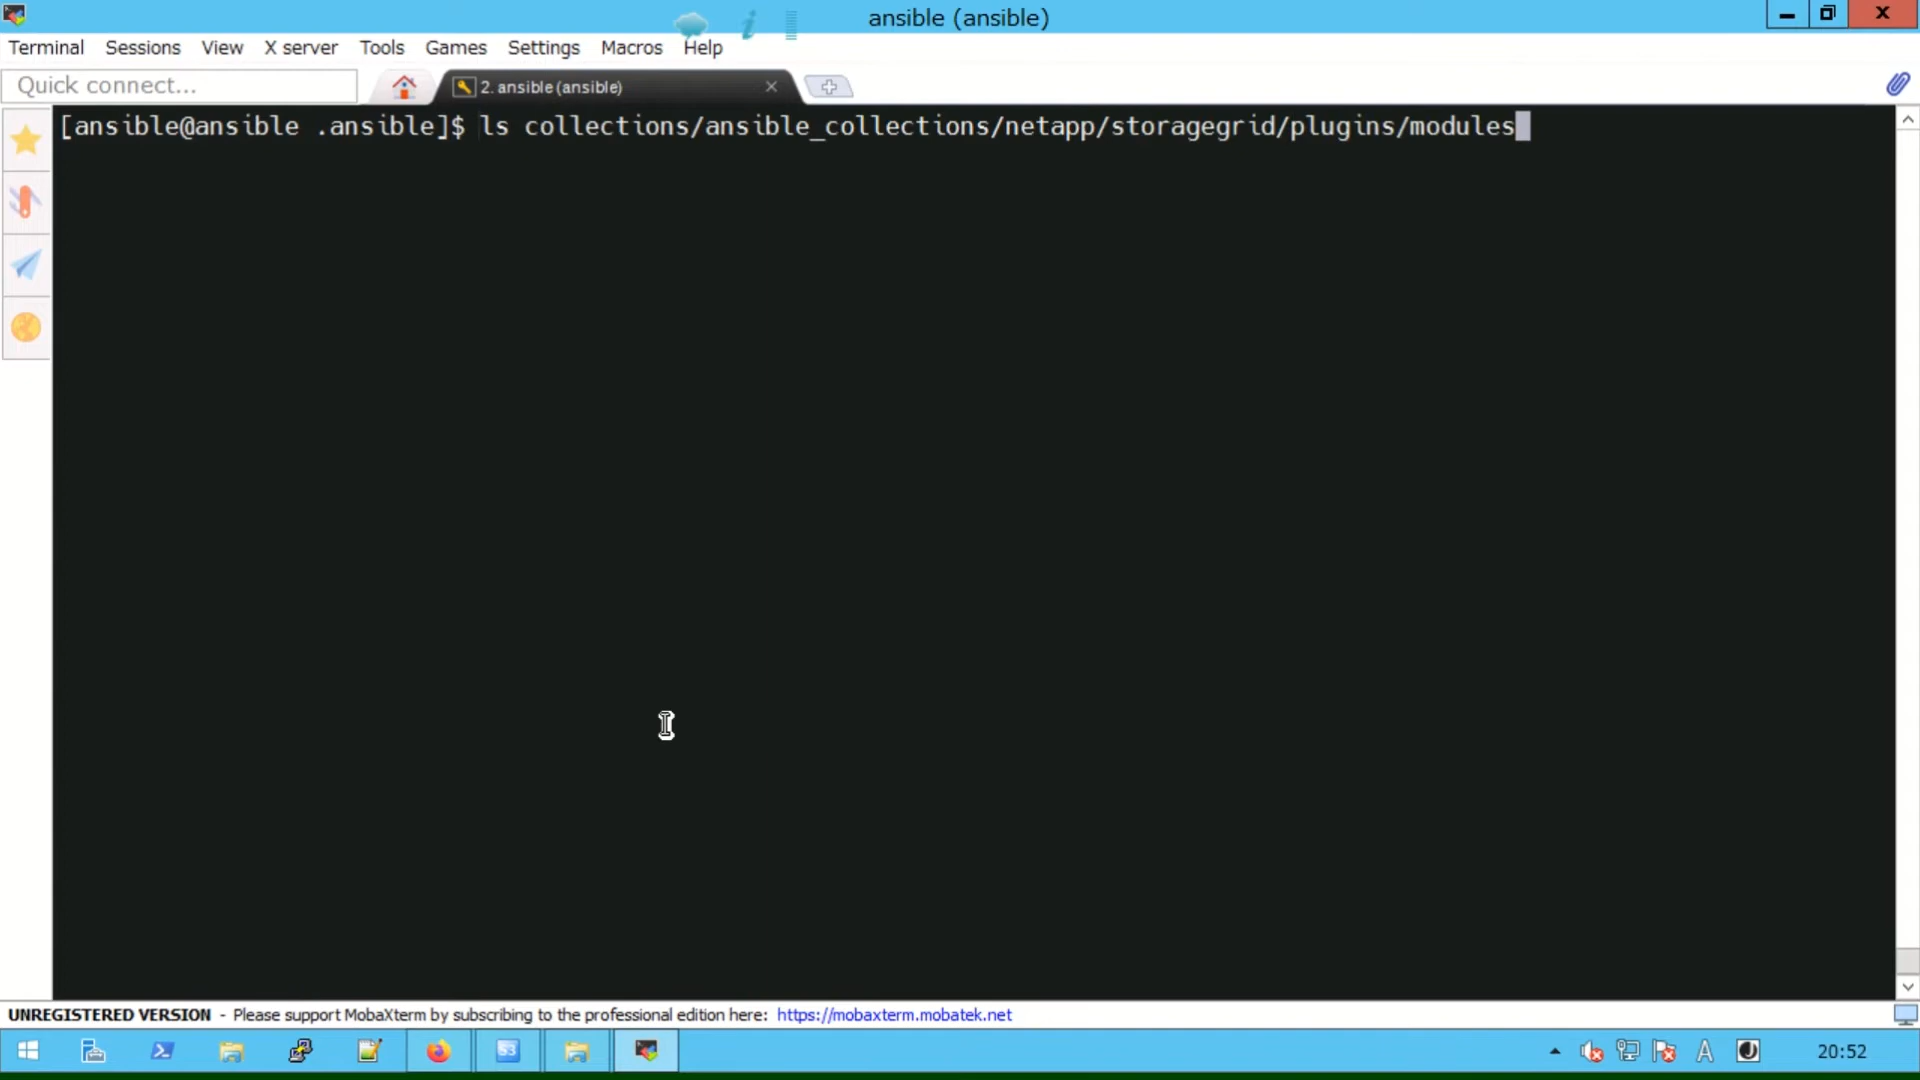 ansible (ansible)
Terminal Sessions View X server Tools Games Settings Macros Help
Quick connect...
2. ansible (ansible)
[ansible@ansible .ansible]$ ls collections/ansible_collections/netapp/storagegrid/plugins/modules
UNREGISTERED VERSION - Please support MobaXterm by subscribing to the professional edition here: https://mobaxterm.mobatek.net
S3
A
20:52